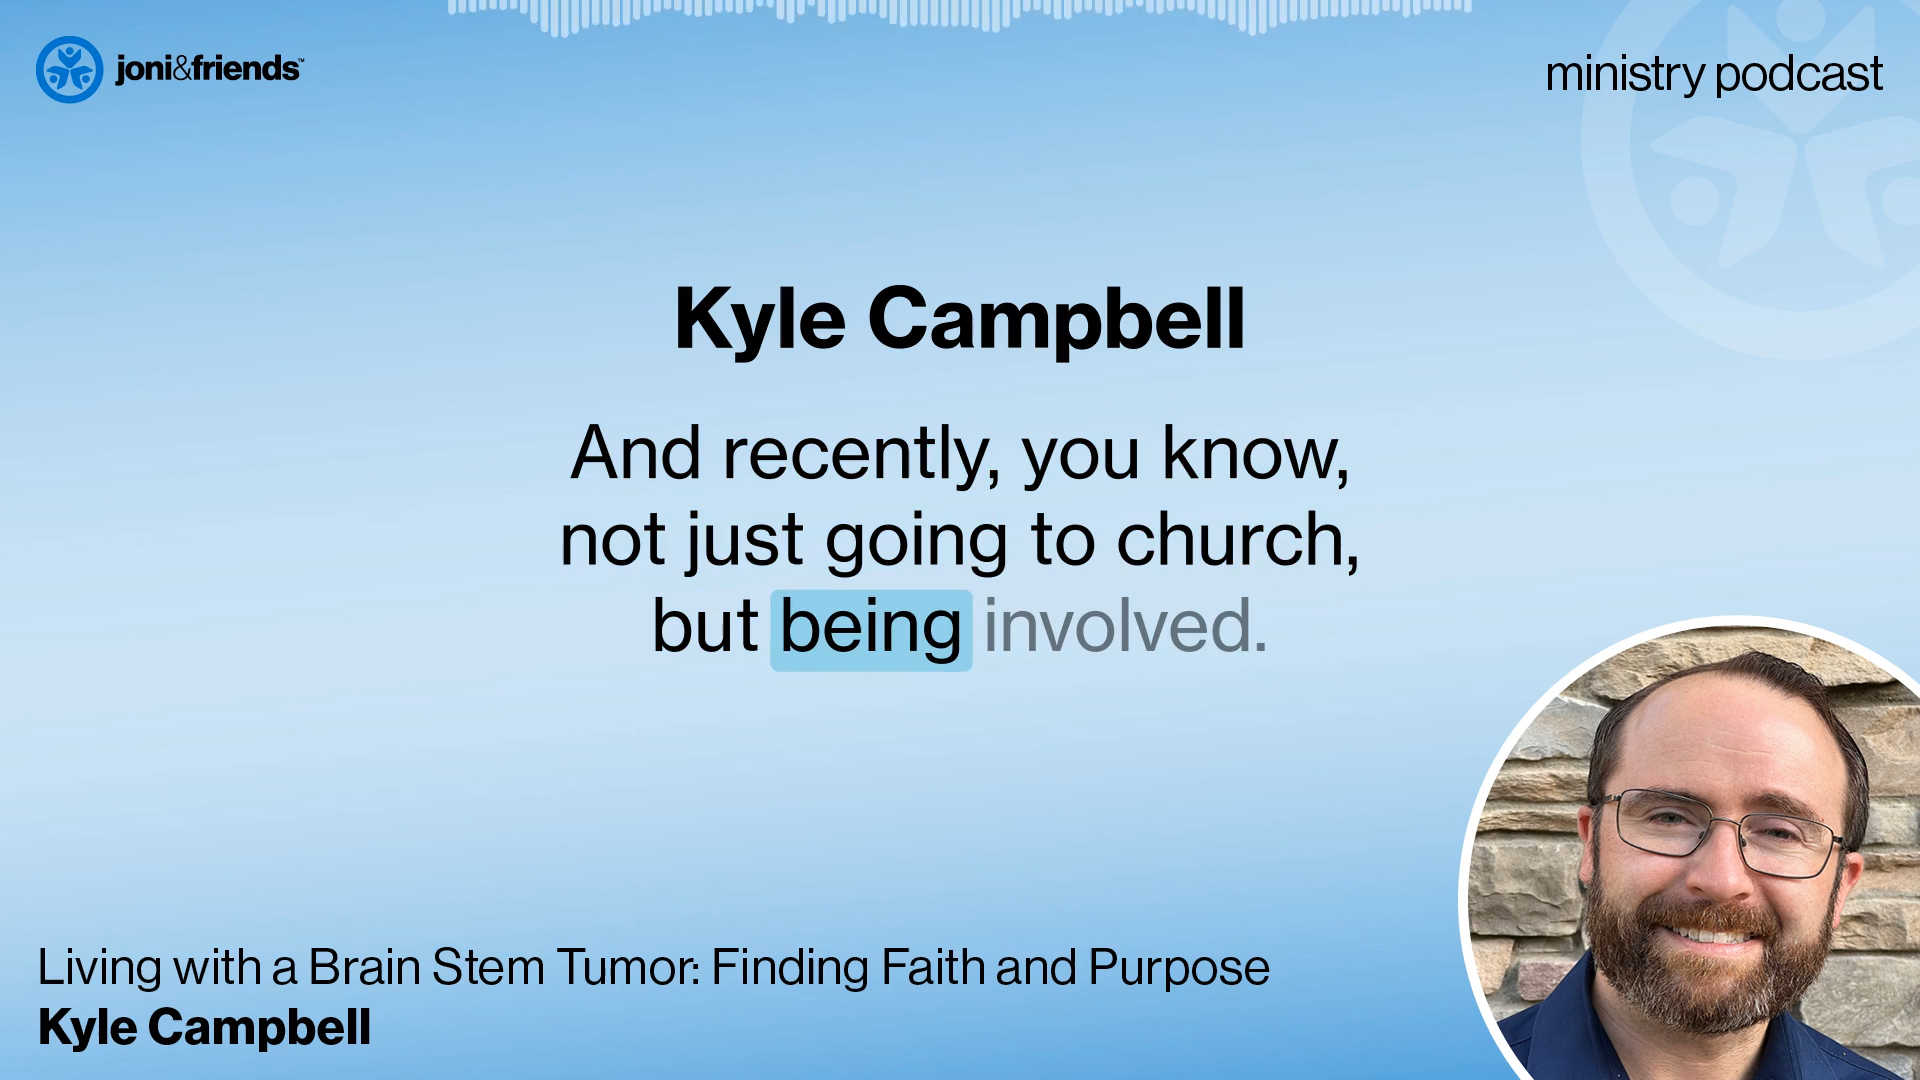 joni&friends™
ministry podcast
Kyle Campbell
And recently, you know,
not just going to church,
but being involved.
Living with a Brain Stem Tumor: Finding Faith and Purpose
Kyle Campbell